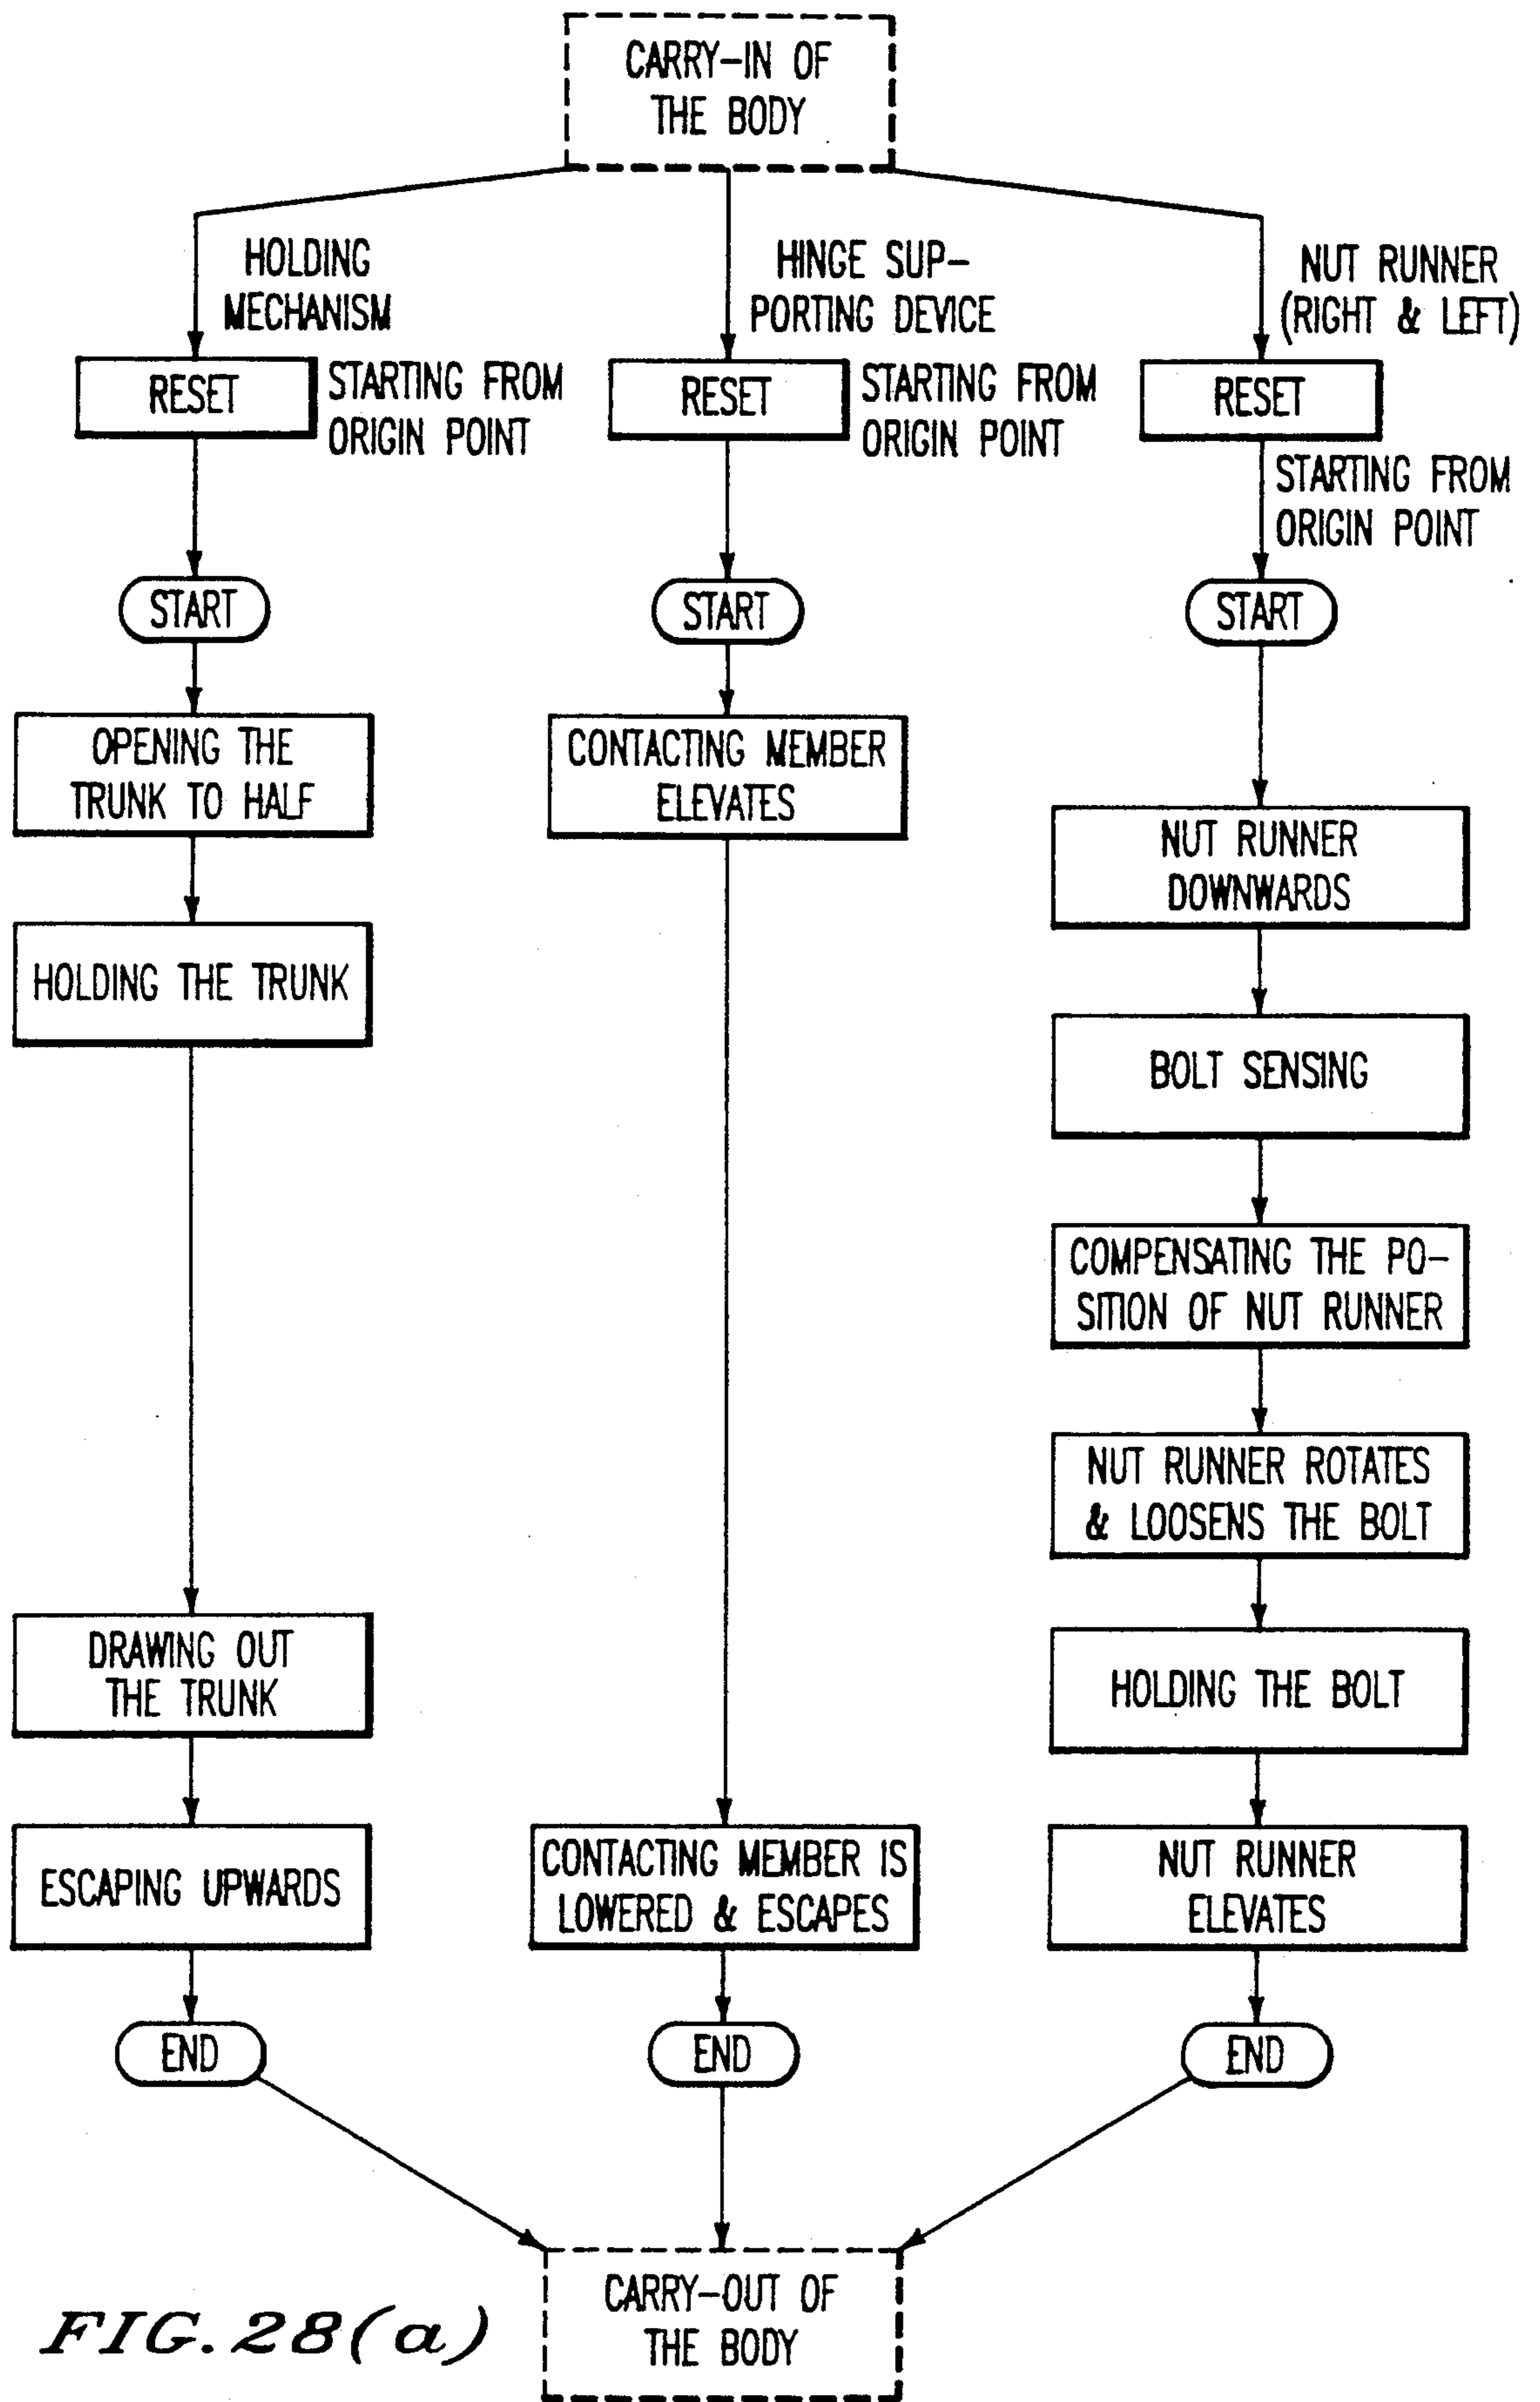 CARRY-IN OF
THE BODY
HOLDING
MECHANISM
RESET
STARTING FROM
ORIGIN POINT
START
OPENING THE
TRUNK TO HALF
HOLDING THE TRUNK
DRAWING OUT
THE TRUNK
ESCAPING UPWARDS
END
HINGE SUP-
PORTING DEVICE
RESET
STARTING FROM
ORIGIN POINT
START
CONTACTING MEMBER
ELEVATES
CONTACTING MEMBER IS
LOWERED & ESCAPES
END
NUT RUNNER
(RIGHT & LEFT)
RESET
STARTING FROM
ORIGIN POINT
START
NUT RUNNER
DOWNWARDS
BOLT SENSING
COMPENSATING THE PO-
SITION OF NUT RUNNER
NUT RUNNER ROTATES
& LOOSENS THE BOLT
HOLDING THE BOLT
NUT RUNNER
ELEVATES
END
CARRY-OUT OF
THE BODY
FIG. 28(a)